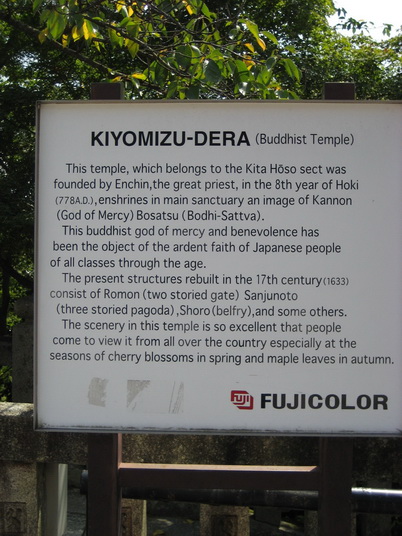 KIYOMIZU-DERA (Buddhist Temple)
This temple, which belongs to the Kita Hōso sect was
founded by Enchin,the great priest, in the 8th year of Hoki
(778A.D.),enshrines in main sanctuary an image of Kannon
(God of Mercy) Bosatsu (Bodhi-Sattva).
This buddhist god of mercy and benevolence has
been the object of the ardent faith of Japanese people
of all classes through the age.
The present structures rebuilt in the 17th century (1633)
consist of Romon (two storied gate) Sanjunoto
(three storied pagoda),Shoro (belfry),and some others.
The scenery in this temple is so excellent that people
come to view it from all over the country especially at the
seasons of cherry blossoms in spring and maple leaves in autumn.
FUJI FUJICOLOR